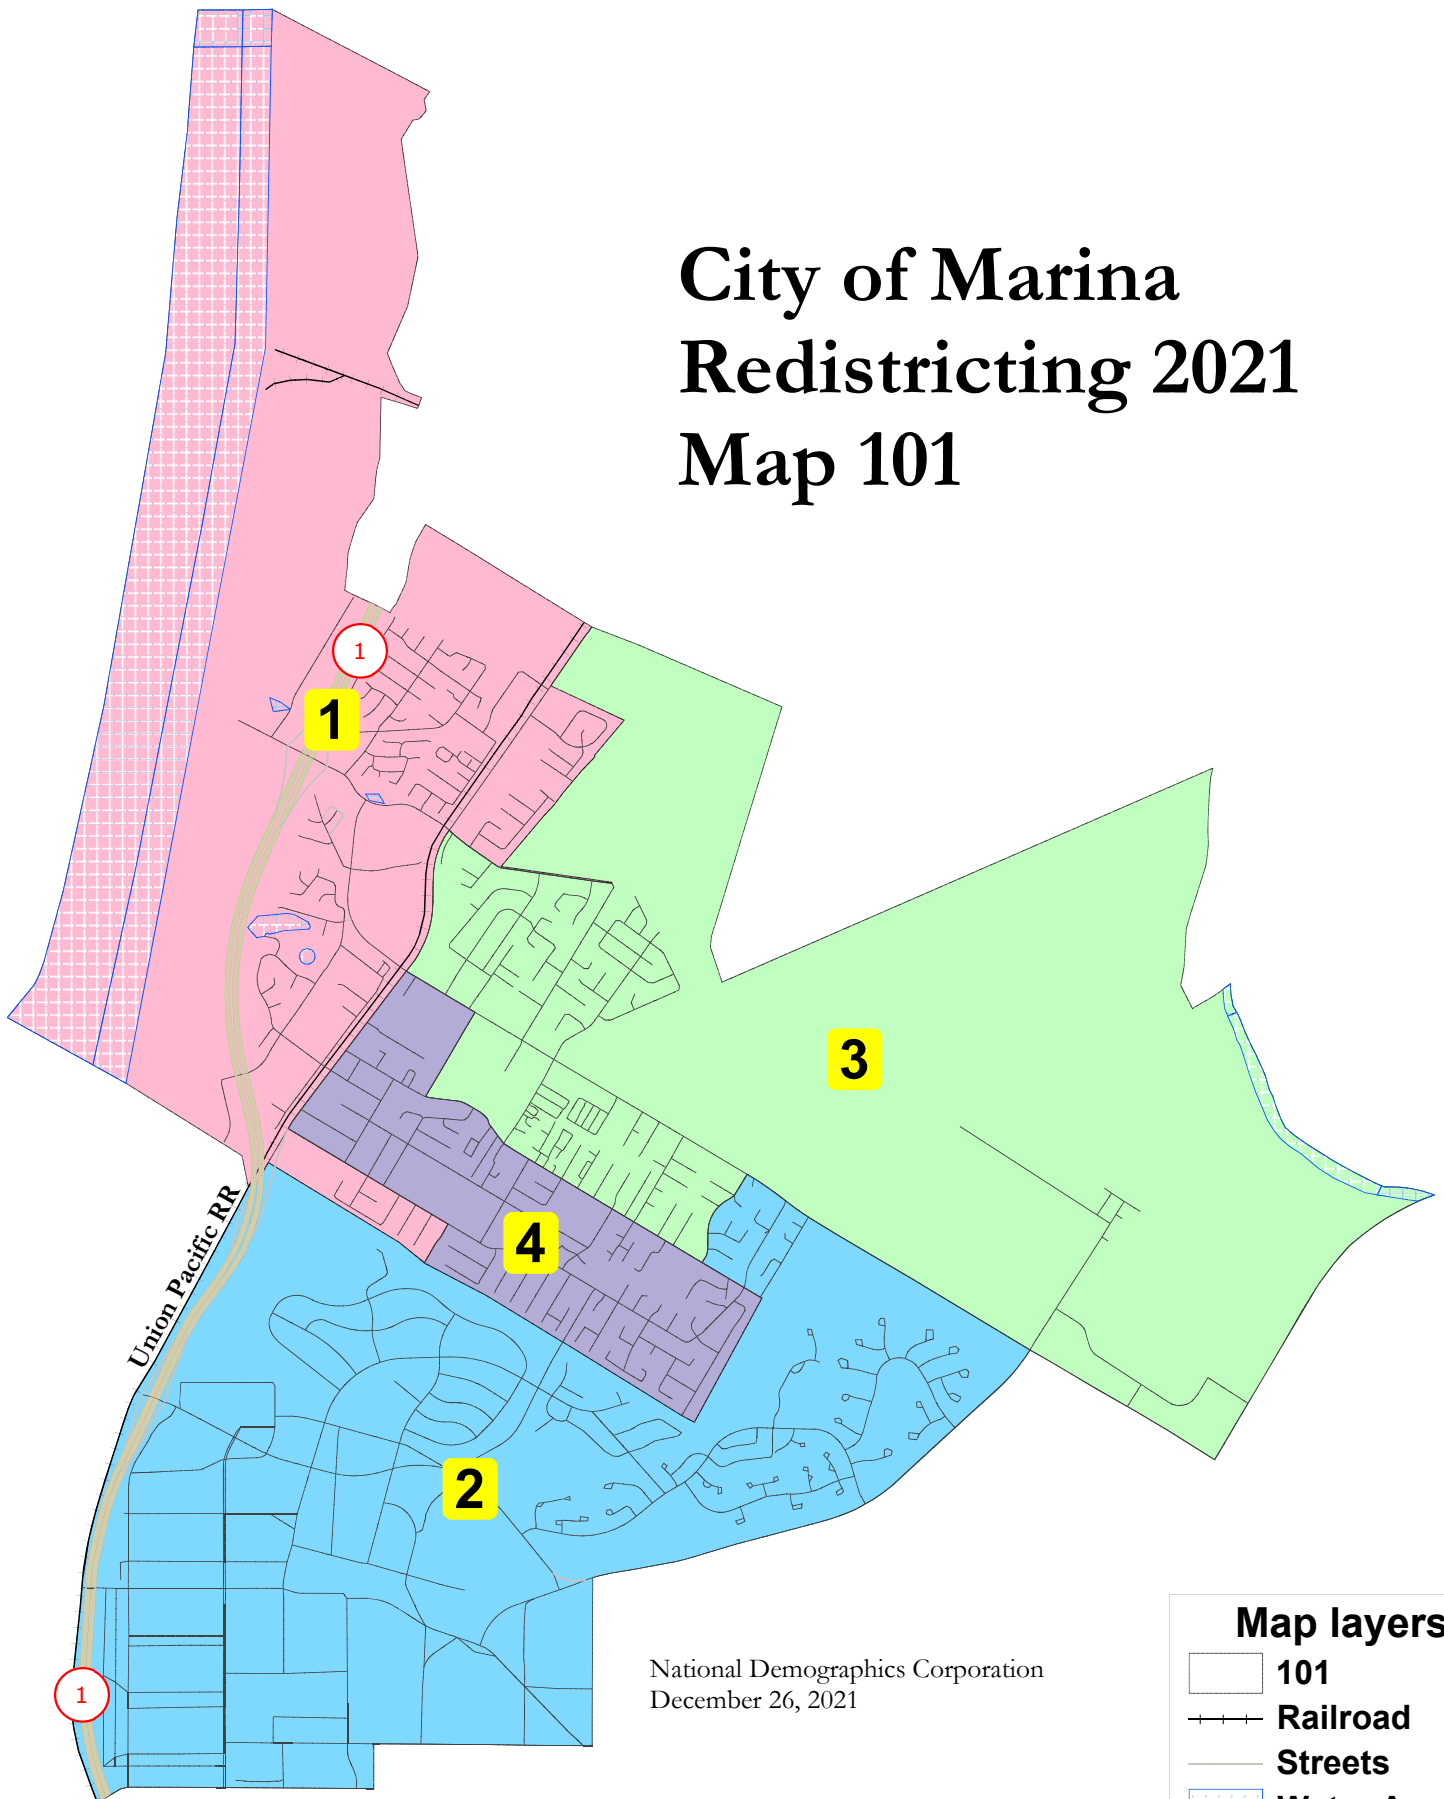 City of Marina
Redistricting 2021
Map 101
1
1
3
4
Union Pacific RR
2
1
National Demographics Corporation
December 26, 2021
Map layers
101
Railroad
Streets